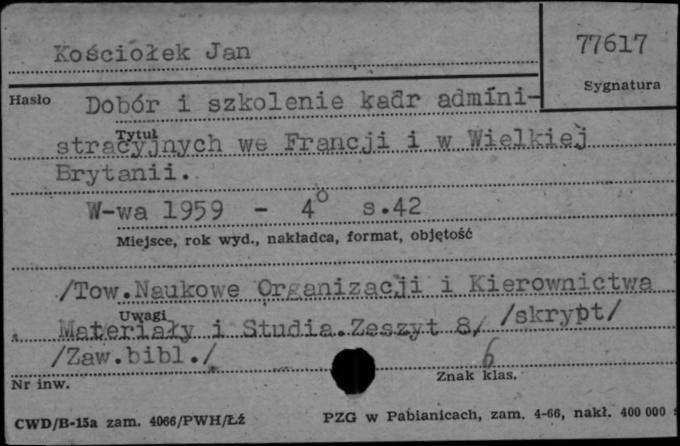 Kościołek Jan
77617
Sygnatura
Hasło
Dobór i szkolenie kadr admini-
Tytuł
stracyjnych we Francji i w Wielkiej
Brytanii.
W-wa 1959 - 4° s.42
Miejsce, rok wyd., nakładca, format, objętość
/Tow.Naukowe Organizacji i Kierownictwa
Uwagi
Materiały i Studia.Zeszyt 8/ /skrypt/
/Zaw.bibl./
6
Nr inw.
Znak klas.
CWD/B-15a zam. 4066/PWH/Łź
PZG w Pabianicach, zam. 4-66, nakł. 400 000 s